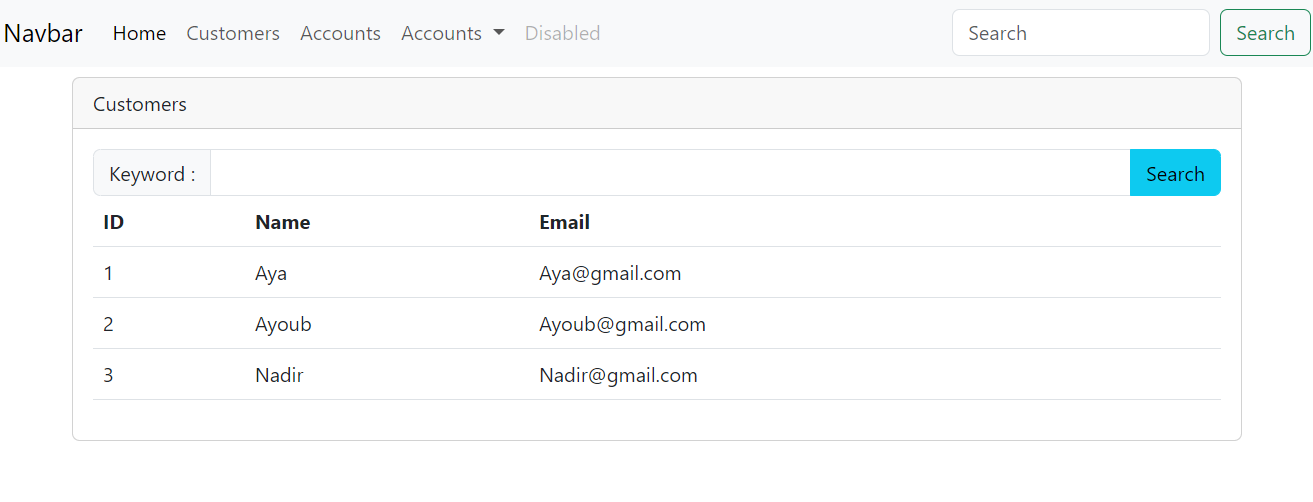 Navbar Home Customers Accounts Accounts Disabled Search Search
Customers
Keyword : Search
ID Name Email
1 Aya Aya@gmail.com
2 Ayoub Ayoub@gmail.com
3 Nadir Nadir@gmail.com